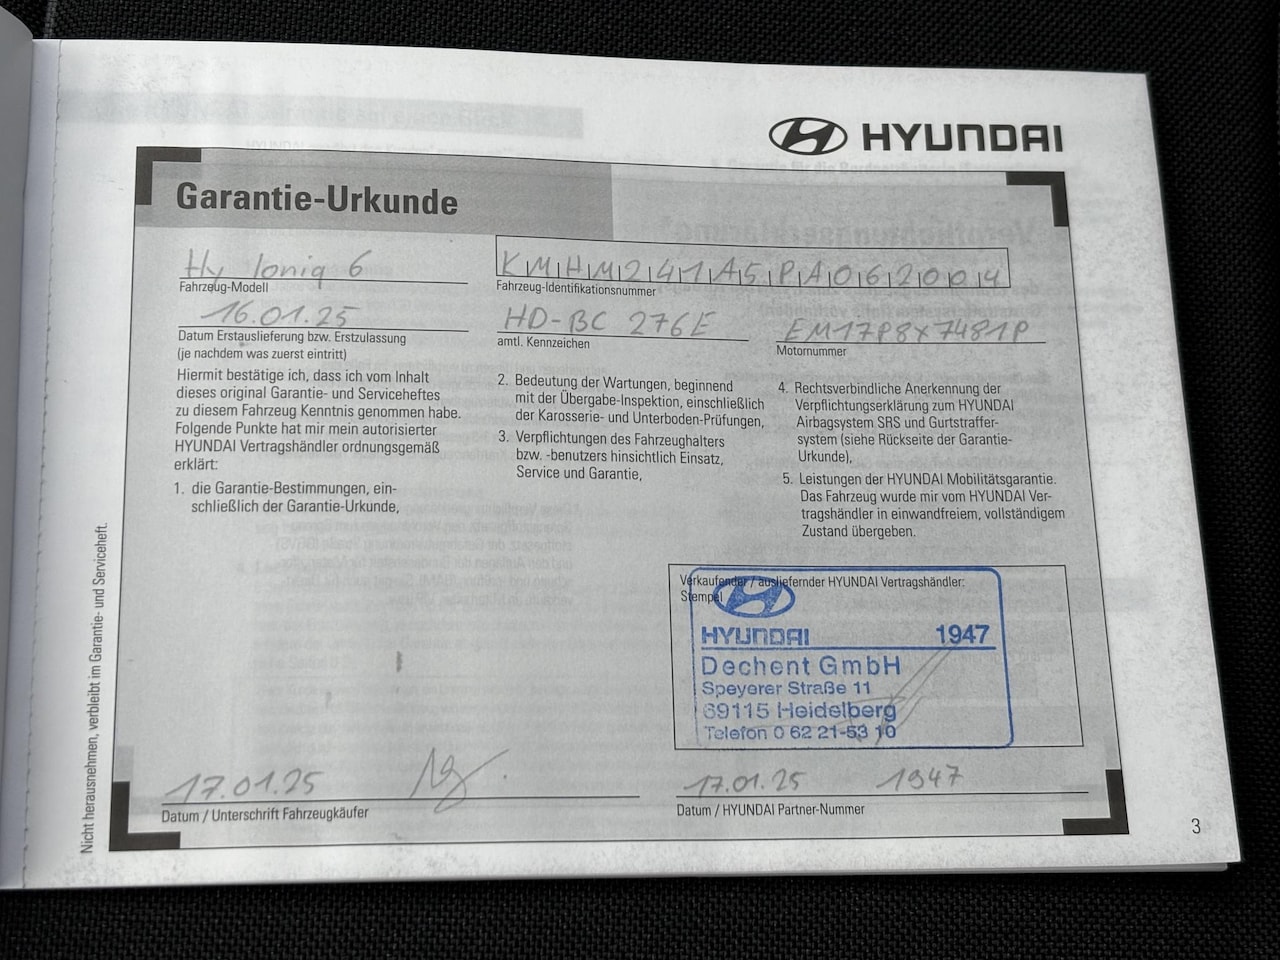 HYUNDAI
Garantie-Urkunde
Hy Ioniq 6
Fahrzeug-Modell
KMHM241A5PA062004
Fahrzeug-Identifikationsnummer
16.01.25
Datum Erstauslieferung bzw. Erstzulassung
(je nachdem was zuerst eintritt)
HD-BC 276E
amtl. Kennzeichen
EM17P8X7481P
Motornummer
Hiermit bestätige ich, dass ich vom Inhalt
dieses original Garantie- und Serviceheftes
zu diesem Fahrzeug Kenntnis genommen habe.
Folgende Punkte hat mir mein autorisierter
HYUNDAI Vertragshändler ordnungsgemäß
erklärt:
1. die Garantie-Bestimmungen, ein-
schließlich der Garantie-Urkunde,
2. Bedeutung der Wartungen, beginnend
mit der Übergabe-Inspektion, einschließlich
der Karosserie- und Unterboden-Prüfungen,
3. Verpflichtungen des Fahrzeughalters
bzw. -benutzers hinsichtlich Einsatz,
Service und Garantie,
4. Rechtsverbindliche Anerkennung der
Verpflichtungserklärung zum HYUNDAI
Airbagsystem SRS und Gurtstraffer-
system (siehe Rückseite der Garantie-
Urkunde),
5. Leistungen der HYUNDAI Mobilitätsgarantie.
Das Fahrzeug wurde mir vom HYUNDAI Ver-
tragshändler in einwandfreiem, vollständigem
Zustand übergeben.
Verkaufender / ausliefernder HYUNDAI Vertragshändler:
Stempel
HYUNDAI 1947
Dechent GmbH
Speyerer Straße 11
69115 Heidelberg
Telefon 0 62 21-53 10
17.01.25
Datum / Unterschrift Fahrzeugkäufer
17.01.25 1947
Datum / HYUNDAI Partner-Nummer
Nicht herausnehmen, verbleibt im Garantie- und Serviceheft.
3